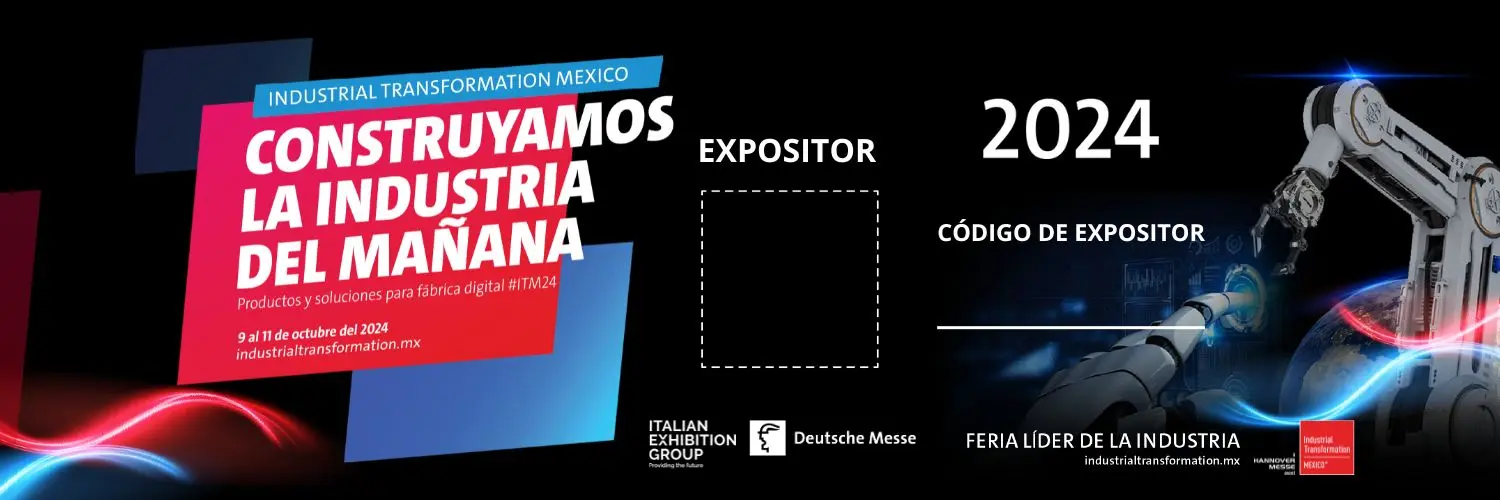 INDUSTRIAL TRANSFORMATION MEXICO
CONSTRUYAMOS
LA INDUSTRIA
DEL MAÑANA
Productos y soluciones para fábrica digital #ITM24
9 al 11 de octubre del 2024
industrialtransformation.mx
EXPOSITOR
2024
CÓDIGO DE EXPOSITOR
ITALIAN
EXHIBITION
GROUP
Providing the future
Deutsche Messe
FERIA LÍDER DE LA INDUSTRIA
industrialtransformation.mx
HANNOVER
MESSE
Industrial
Transformation
MEXICO